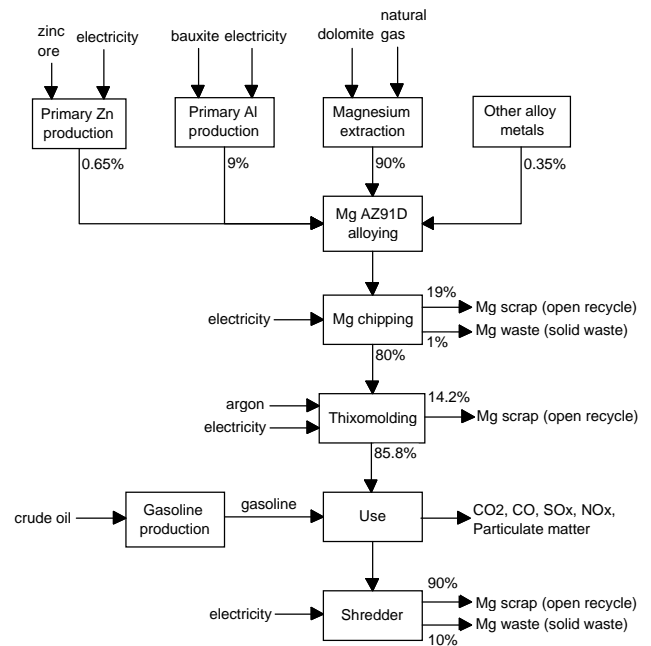 zinc
ore
electricity
bauxite electricity
dolomite
natural
gas
Primary Zn
production
Primary Al
production
Magnesium
extraction
Other alloy
metals
0.65%
9%
90%
0.35%
Mg AZ91D
alloying
electricity
Mg chipping
19%
Mg scrap (open recycle)
Mg waste (solid waste)
1%
80%
argon
electricity
Thixomolding
14.2%
Mg scrap (open recycle)
85.8%
crude oil
Gasoline
production
gasoline
Use
CO2, CO, SOx, NOx,
Particulate matter
electricity
Shredder
90%
Mg scrap (open recycle)
Mg waste (solid waste)
10%